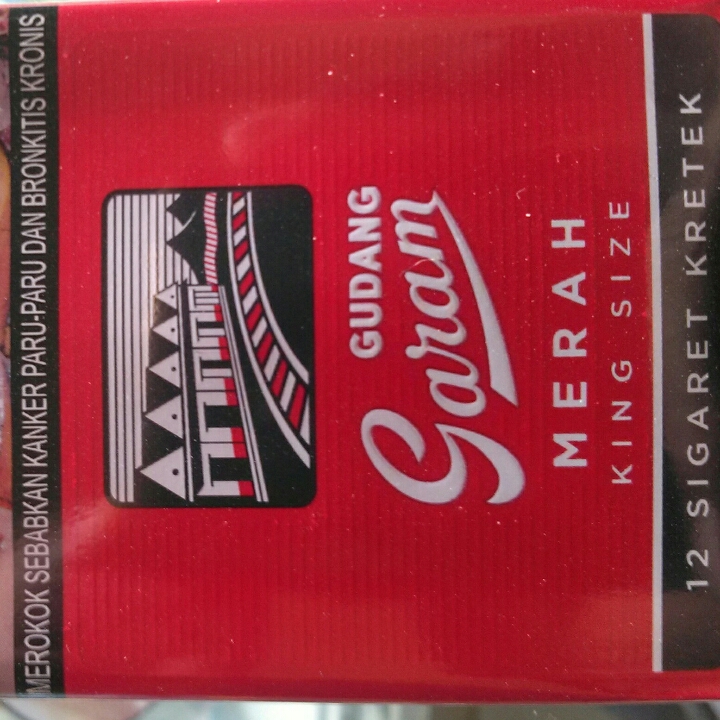 MEROKOK SEBABKAN KANKER PARU-PARU DAN BRONKITIS KRONIS
GUDANG
Garam
MERAH
KING SIZE
12 SIGARET KRETEK